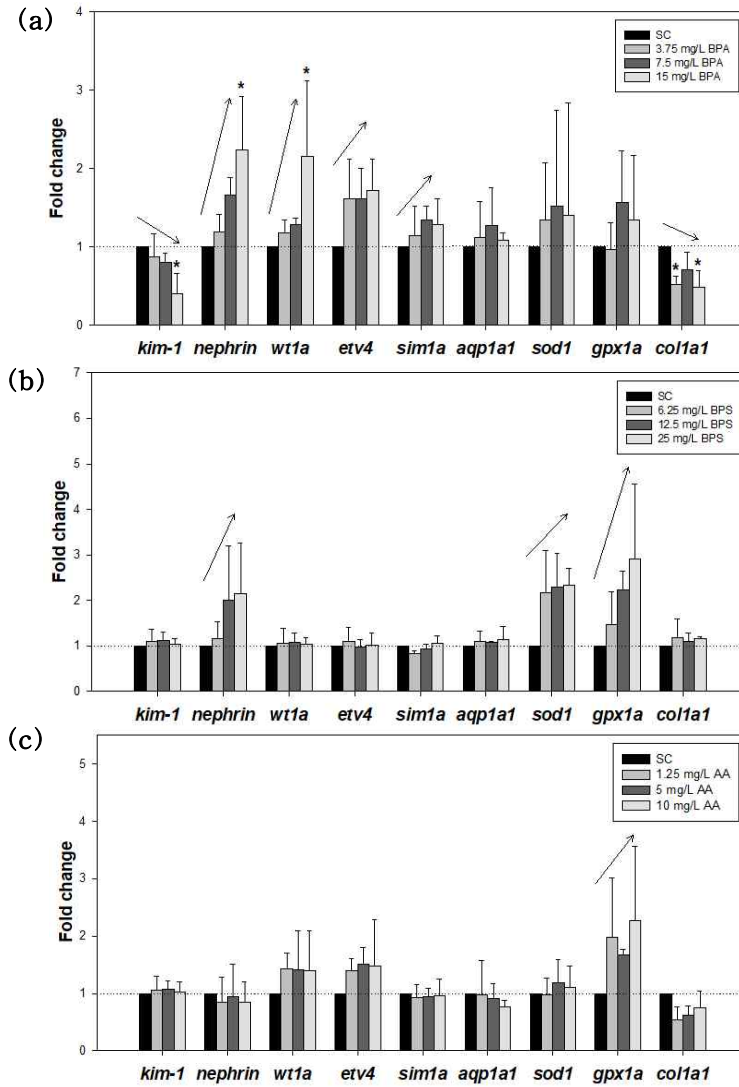 (a)
4
3
2
1
0
Fold change
SC
3.75 mg/L BPA
7.5 mg/L BPA
15 mg/L BPA
*
*
*
*
*
kim-1 nephrin wt1a etv4 sim1a aqp1a1 sod1 gpx1a col1a1
(b)
7
6
5
4
3
2
1
0
Fold change
SC
6.25 mg/L BPS
12.5 mg/L BPS
25 mg/L BPS
kim-1 nephrin wt1a etv4 sim1a aqp1a1 sod1 gpx1a col1a1
(c)
5
4
3
2
1
0
Fold change
SC
1.25 mg/L AA
5 mg/L AA
10 mg/L AA
kim-1 nephrin wt1a etv4 sim1a aqp1a1 sod1 gpx1a col1a1